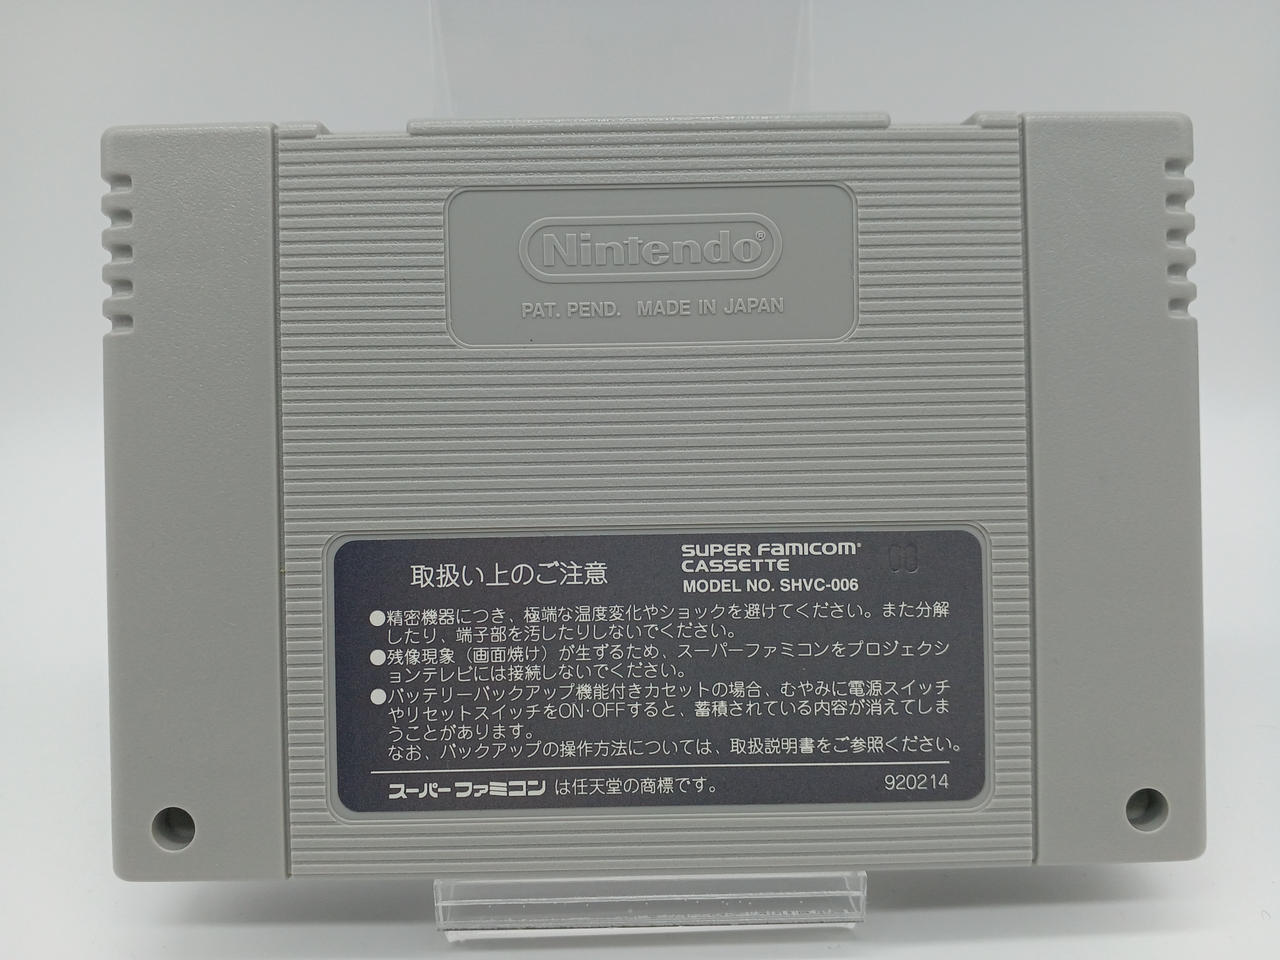 Nintendo®
PAT. PEND. MADE IN JAPAN
取扱い上のご注意
SUPER FAMICOM®
CASSETTE
MODEL NO. SHVC-006
00
●精密機器につき、極端な温度変化やショックを避けてください。また分解
したり、端子部を汚したりしないでください。
●残像現象（画面焼け）が生ずるため、スーパーファミコンをプロジェクシ
ョンテレビには接続しないでください。
●バッテリーバックアップ機能付きカセットの場合、むやみに電源スイッチ
やリセットスイッチをON·OFFすると、蓄積されている内容が消えてしま
うことがあります。
なお、バックアップの操作方法については、取扱説明書をご参照ください。
スーパーファミコンは任天堂の商標です。
920214